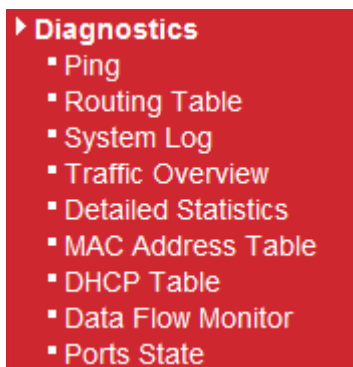 Diagnostics
Ping
Routing Table
System Log
Traffic Overview
Detailed Statistics
MAC Address Table
DHCP Table
Data Flow Monitor
Ports State